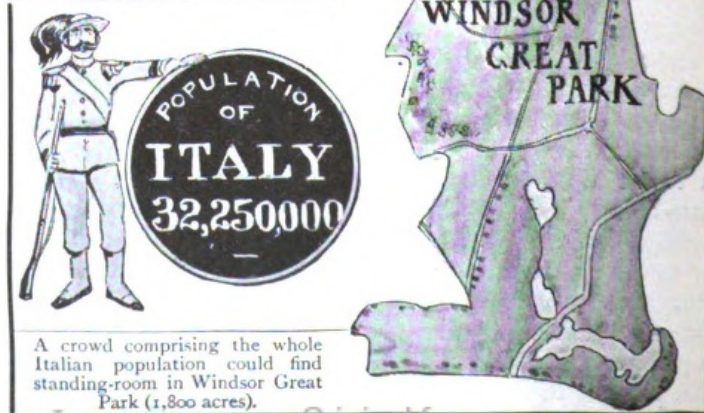 POPULATION
OF
ITALY
32,250,000
WINDSOR
GREAT
PARK
A crowd comprising the whole
Italian population could find
standing-room in Windsor Great
Park (1,800 acres).